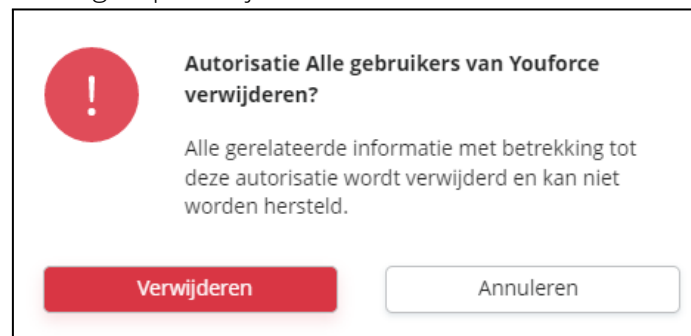 !
Autorisatie Alle gebruikers van Youforce
verwijderen?
Alle gerelateerde informatie met betrekking tot
deze autorisatie wordt verwijderd en kan niet
worden hersteld.
Verwijderen
Annuleren